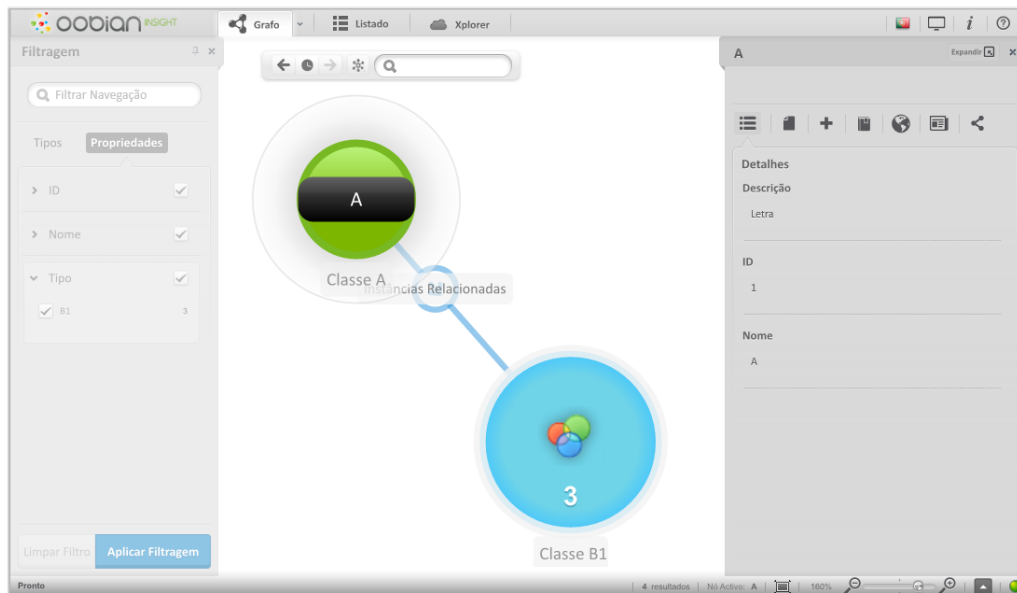 oobian INSIGHT
Grafo
Listado
Xplorer
i
?
Filtragem
Filtrar Navegação
Tipos Propriedades
ID
Nome
Tipo
B1 3
Limpar Filtro Aplicar Filtragem
A
Classe A
Instâncias Relacionadas
3
Classe B1
A Expandir
Detalhes
Descrição
Letra
ID
1
Nome
A
Pronto
4 resultados | Nó Activo: A | 160%